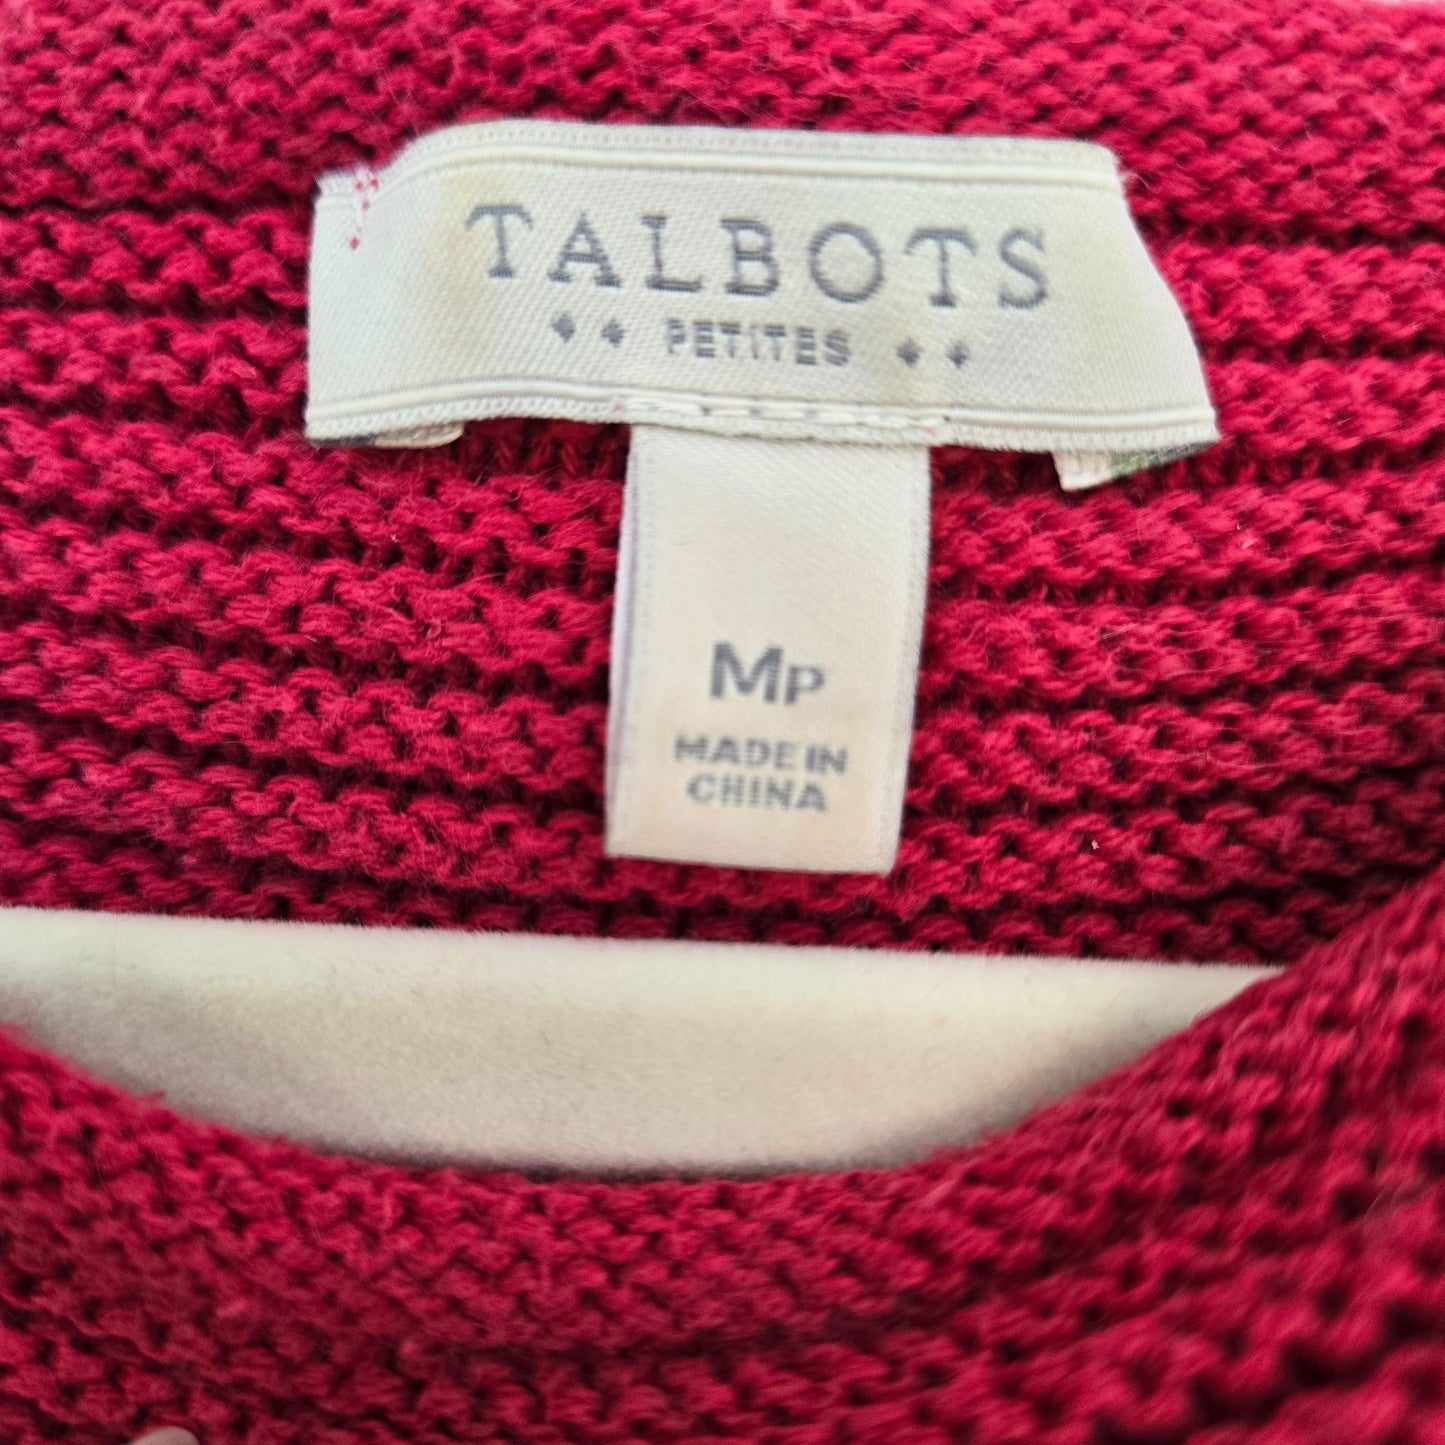 TALBOTS
PETITES
MP
MADE IN
CHINA